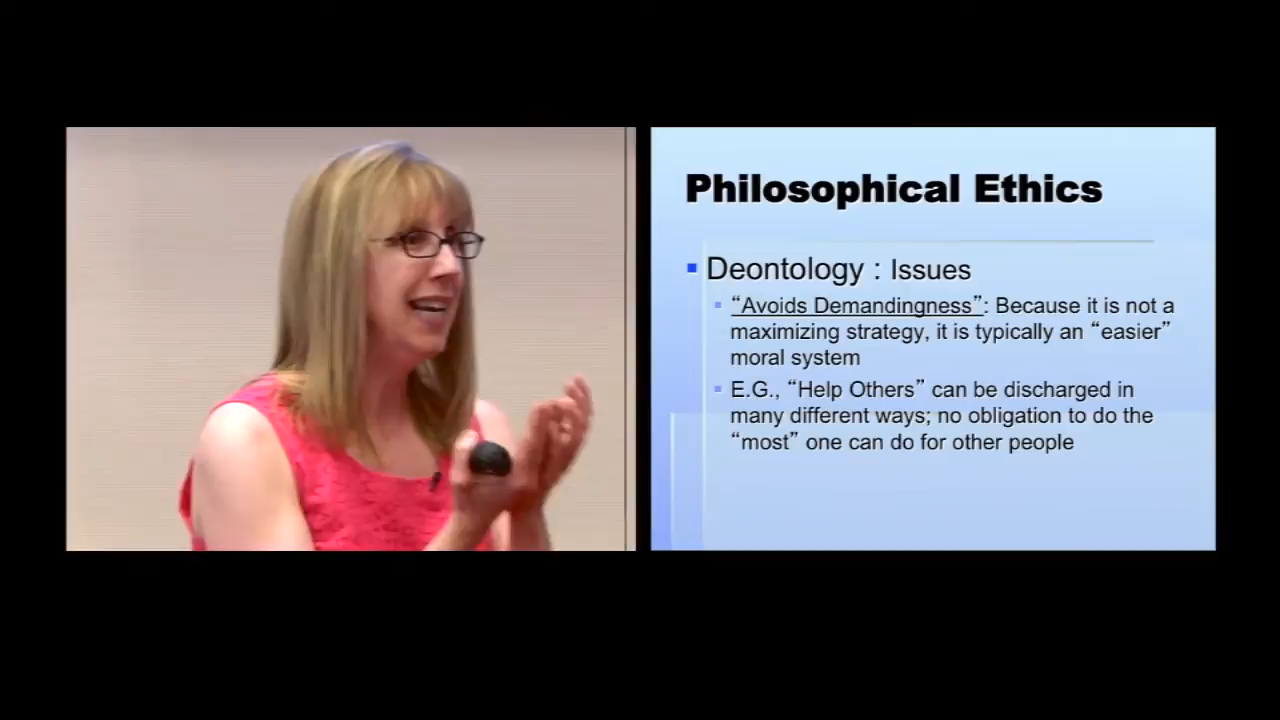 Philosophical Ethics
Deontology : Issues
“Avoids Demandingness”: Because it is not a
maximizing strategy, it is typically an “easier”
moral system
E.G., “Help Others” can be discharged in
many different ways; no obligation to do the
“most” one can do for other people